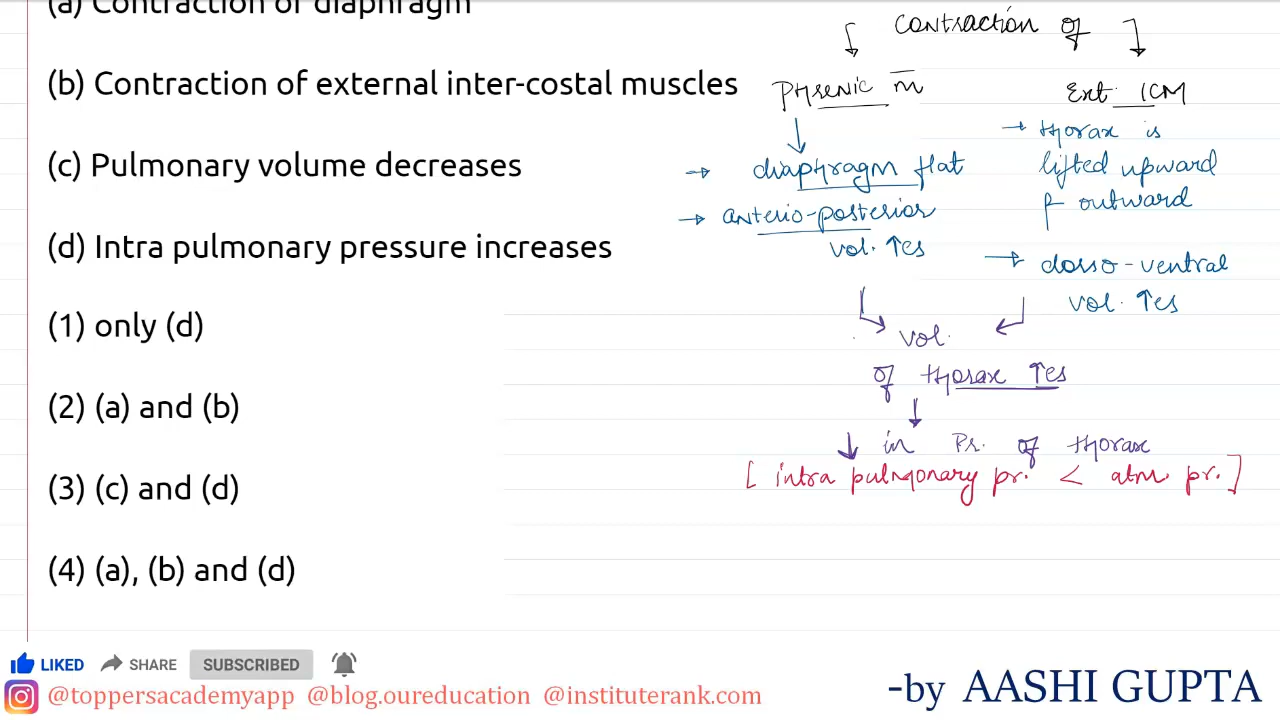 (a) Contraction of diaphragm
(b) Contraction of external inter-costal muscles
(c) Pulmonary volume decreases
(d) Intra pulmonary pressure increases
(1) only (d)
(2) (a) and (b)
(3) (c) and (d)
(4) (a), (b) and (d)
Contraction of
Phrenic m
→ diaphragm flat
→ anterio-posterior
vol. ↑es
Ext. ICM
→ thorax is
lifted upward
& outward
→ dorso-ventral
vol. ↑es
vol.
of thorax ↑es
↓ in Pr. of thorax
[ intra pulmonary pr. < atm pr. ]
LIKED SHARE SUBSCRIBED
@toppersacademyapp @blog.oureducation @instituterank.com
-by AASHI GUPTA